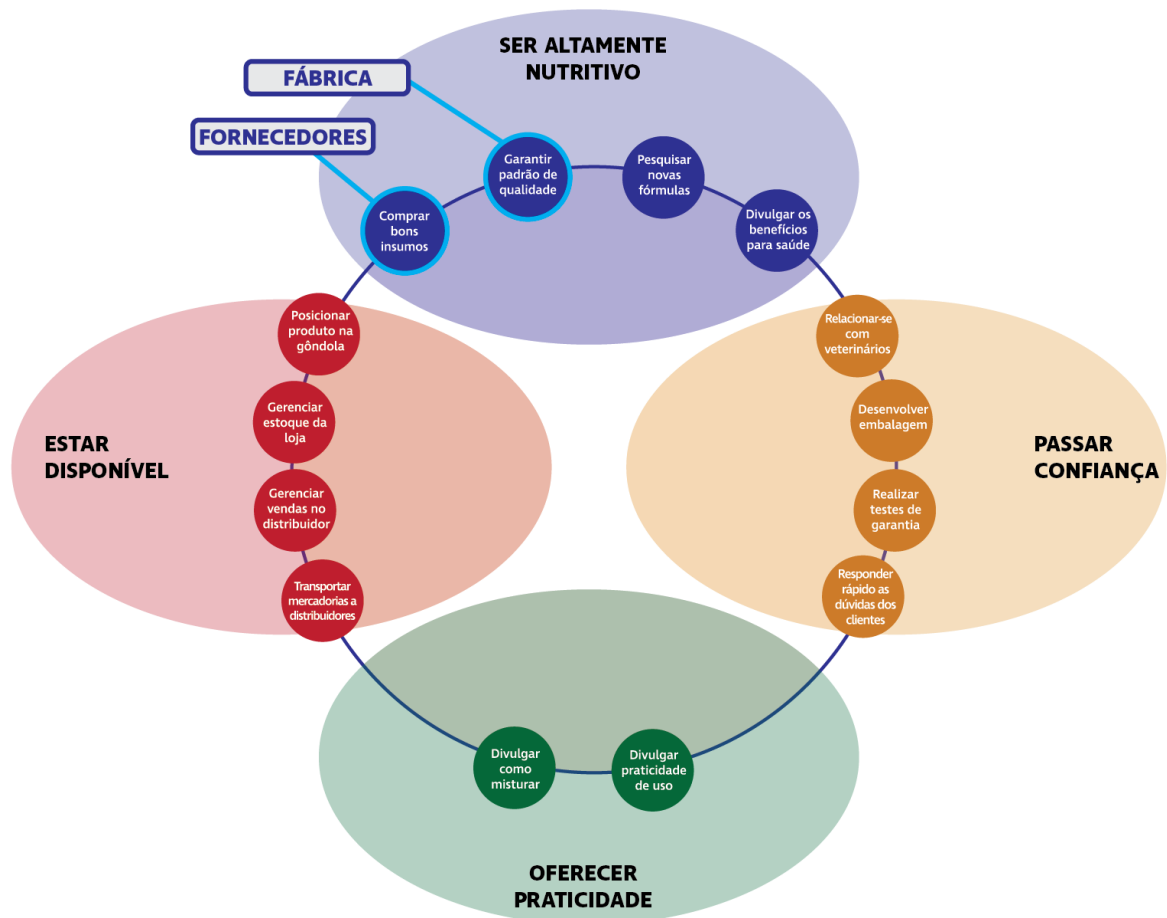 SER ALTAMENTE
NUTRITIVO
FÁBRICA
FORNECEDORES
Garantir
padrão de
qualidade
Pesquisar
novas
fórmulas
Comprar
bons
insumos
Divulgar os
benefícios
para saúde
Posicionar
produto na
gôndola
Gerenciar
estoque da
loja
ESTAR
DISPONÍVEL
Gerenciar
vendas no
distribuidor
Transportar
mercadorias a
distribuidores
Relacionar-se
com
veterinários
Desenvolver
embalagem
PASSAR
CONFIANÇA
Realizar
testes de
garantia
Responder
rápido as
dúvidas dos
clientes
Divulgar
como
misturar
Divulgar
praticidade
de uso
OFERECER
PRATICIDADE